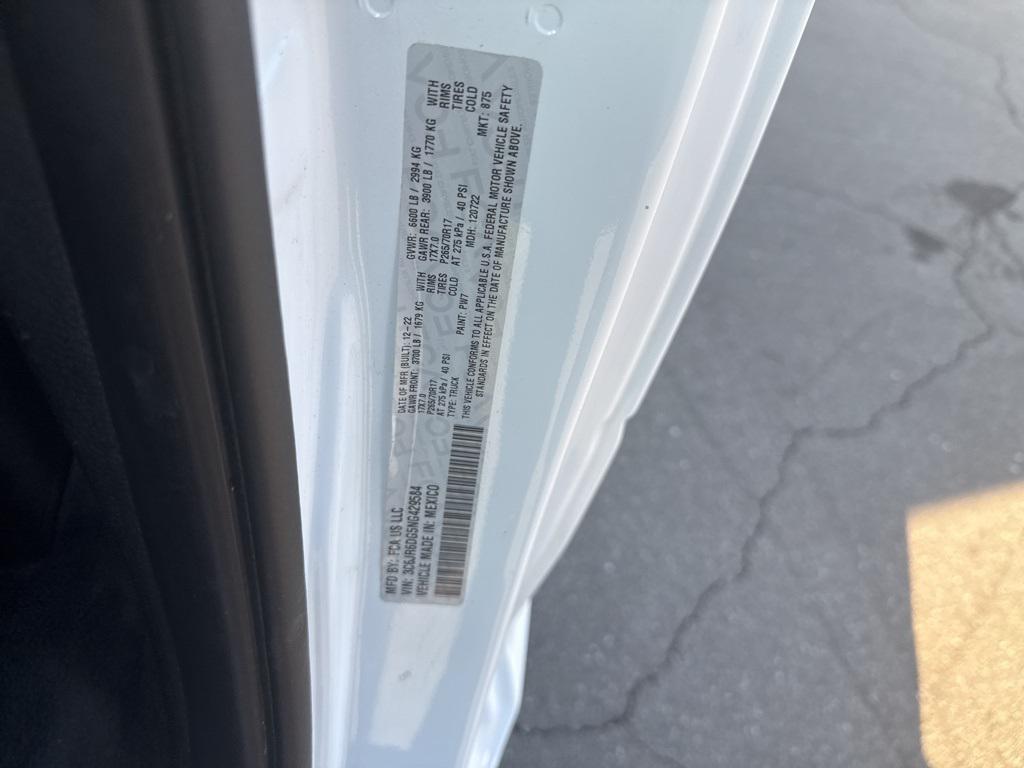 MFD BY: FCA US LLC
DATE OF MFR (BUILT): 12-22
GVWR: 6600 LB / 2994 KG
VIN: 3C6JR6DG5NG429584
GAWR FRONT: 3700 LB / 1679 KG WITH
GAWR REAR: 3900 LB / 1770 KG WITH
VEHICLE MADE IN: MEXICO
17X7.0 RIMS
17X7.0 RIMS
P265/70R17 TIRES
P265/70R17 TIRES
AT 275 kPa / 40 PSI COLD
AT 275 kPa / 40 PSI COLD
TYPE: TRUCK
PAINT: PW7
MDH: 120722
MKT: 875
THIS VEHICLE CONFORMS TO ALL APPLICABLE U.S.A. FEDERAL MOTOR VEHICLE SAFETY
STANDARDS IN EFFECT ON THE DATE OF MANUFACTURE SHOWN ABOVE.